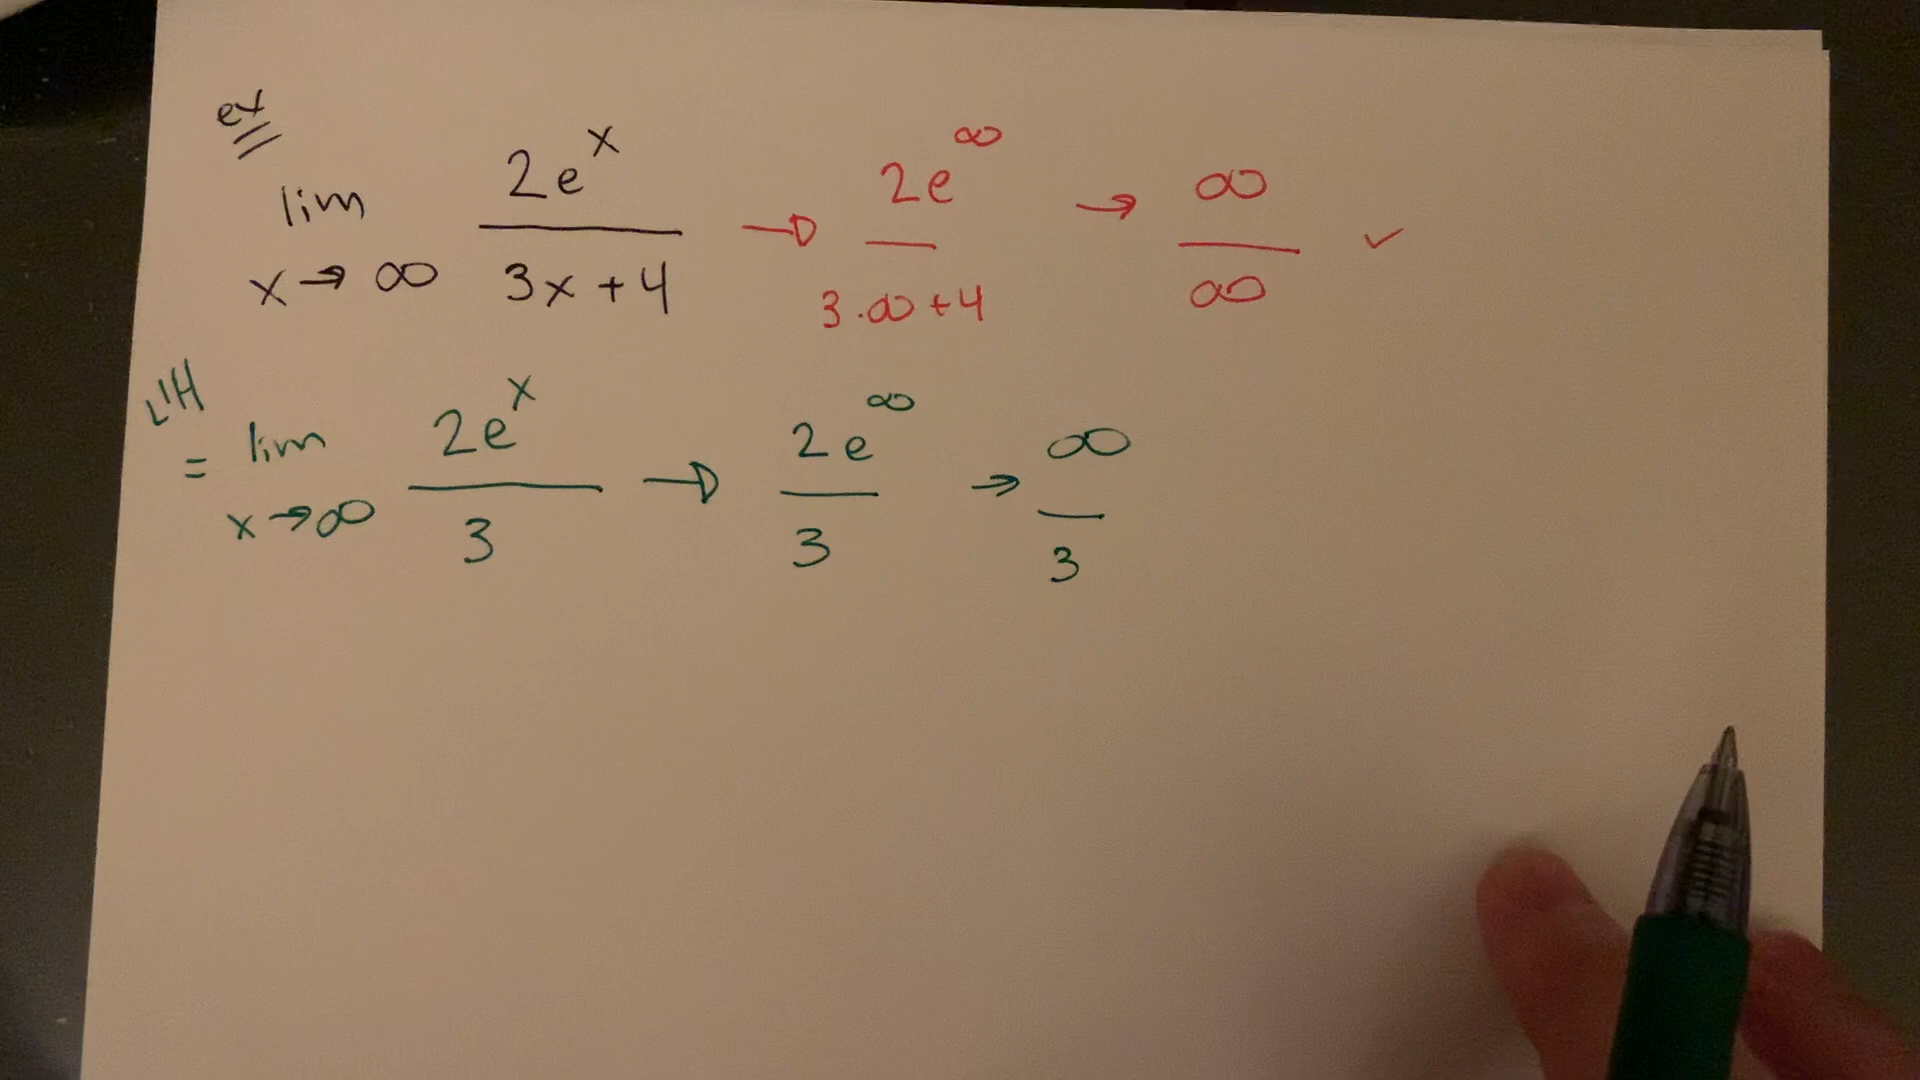 ex
lim x→∞ 2e^x / 3x+4 → 2e^∞ / 3·∞+4 → ∞/∞ ✓
L'H = lim x→∞ 2e^x / 3 → 2e^∞ / 3 → ∞/3